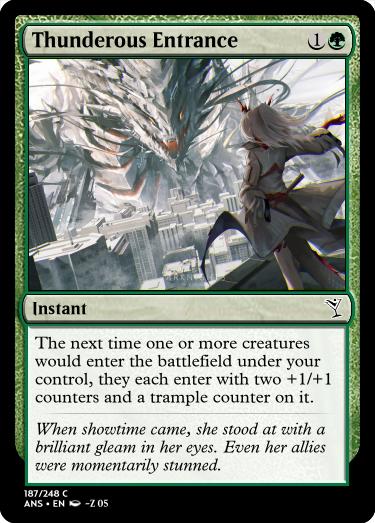 Thunderous Entrance 1
Instant
The next time one or more creatures
would enter the battlefield under your
control, they each enter with two +1/+1
counters and a trample counter on it.
When showtime came, she stood at with a
brilliant gleam in her eyes. Even her allies
were momentarily stunned.
187/248 C
ANS • EN -Z 05